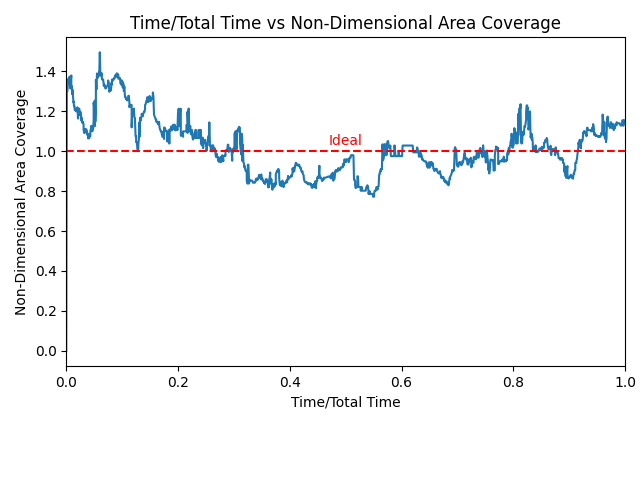 Time/Total Time vs Non-Dimensional Area Coverage
Non-Dimensional Area Coverage
1.4
1.2
1.0
0.8
0.6
0.4
0.2
0.0
Ideal
0.0 0.2 0.4 0.6 0.8 1.0
Time/Total Time